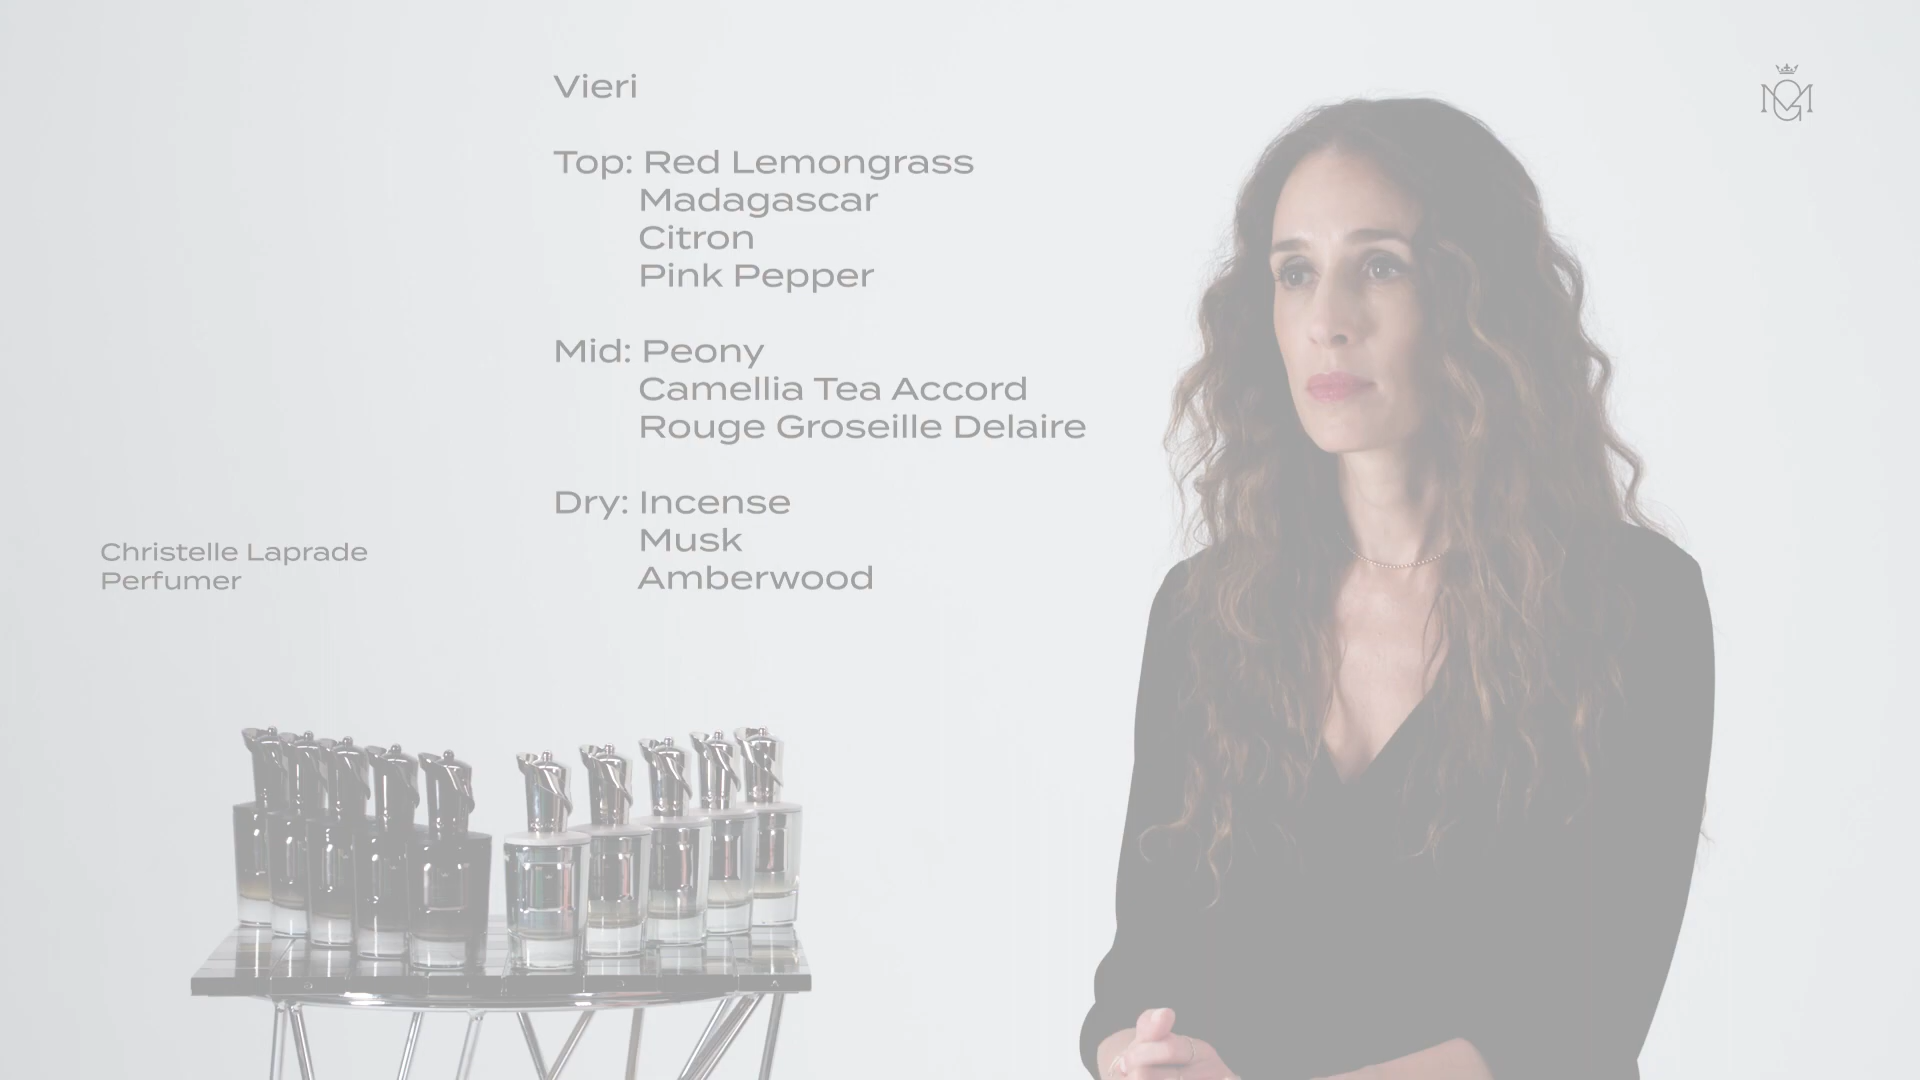 Vieri
Top: Red Lemongrass
Madagascar
Citron
Pink Pepper
Mid: Peony
Camellia Tea Accord
Rouge Groseille Delaire
Dry: Incense
Musk
Amberwood
Christelle Laprade
Perfumer